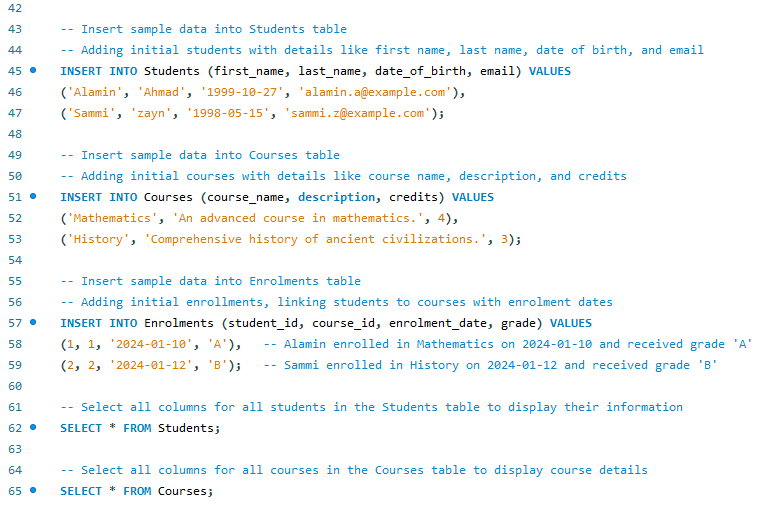 42
43 -- Insert sample data into Students table
44 -- Adding initial students with details like first name, last name, date of birth, and email
45 INSERT INTO Students (first_name, last_name, date_of_birth, email) VALUES
46 ('Alamin', 'Ahmad', '1999-10-27', 'alamin.a@example.com'),
47 ('Sammi', 'zayn', '1998-05-15', 'sammi.z@example.com');
48
49 -- Insert sample data into Courses table
50 -- Adding initial courses with details like course name, description, and credits
51 INSERT INTO Courses (course_name, description, credits) VALUES
52 ('Mathematics', 'An advanced course in mathematics.', 4),
53 ('History', 'Comprehensive history of ancient civilizations.', 3);
54
55 -- Insert sample data into Enrolments table
56 -- Adding initial enrollments, linking students to courses with enrolment dates
57 INSERT INTO Enrolments (student_id, course_id, enrolment_date, grade) VALUES
58 (1, 1, '2024-01-10', 'A'), -- Alamin enrolled in Mathematics on 2024-01-10 and received grade 'A'
59 (2, 2, '2024-01-12', 'B'); -- Sammi enrolled in History on 2024-01-12 and received grade 'B'
60
61 -- Select all columns for all students in the Students table to display their information
62 SELECT * FROM Students;
63
64 -- Select all columns for all courses in the Courses table to display course details
65 SELECT * FROM Courses;